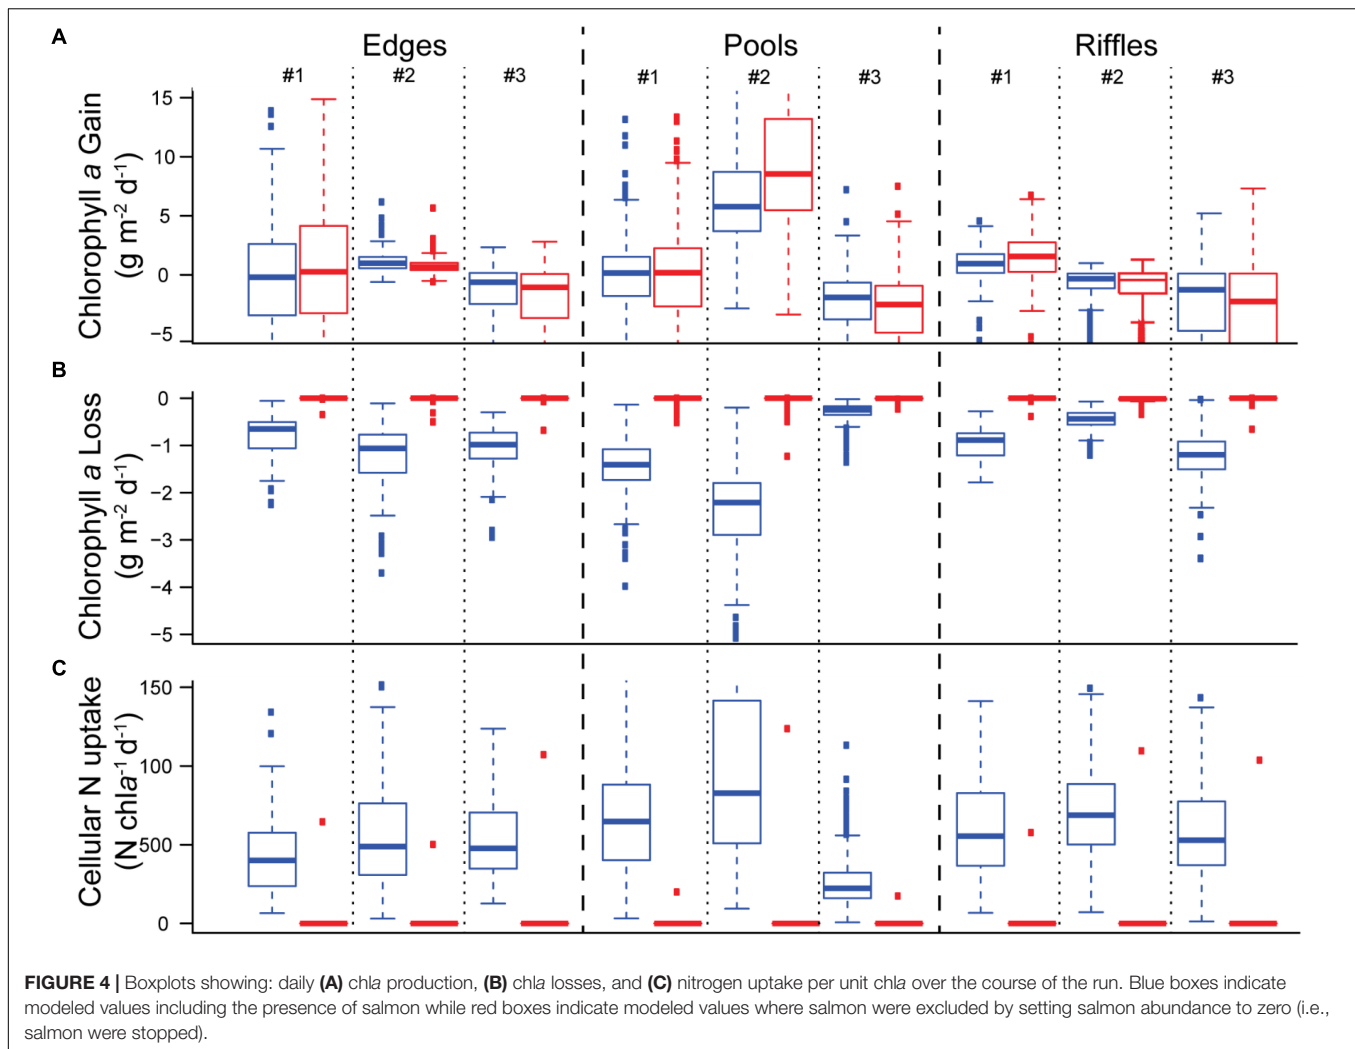 A
Edges
Pools
Riffles
#1
#2
#3
#1
#2
#3
#1
#2
#3
Chlorophyll a Gain
(g m-2 d-1)
15
10
5
0
−5
B
Chlorophyll a Loss
(g m-2 d-1)
0
−1
−2
−3
−4
−5
C
Cellular N uptake
(N chla-1 d-1)
150
100
500
0
FIGURE 4 | Boxplots showing: daily (A) chla production, (B) chla losses, and (C) nitrogen uptake per unit chla over the course of the run. Blue boxes indicate
modeled values including the presence of salmon while red boxes indicate modeled values where salmon were excluded by setting salmon abundance to zero (i.e.,
salmon were stopped).